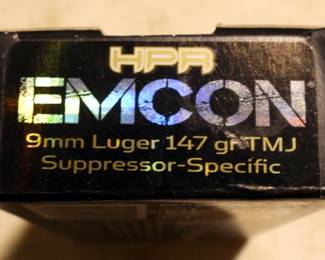 HPR
EMCON®
9mm Luger 147 gr TMJ
Suppressor-Specific